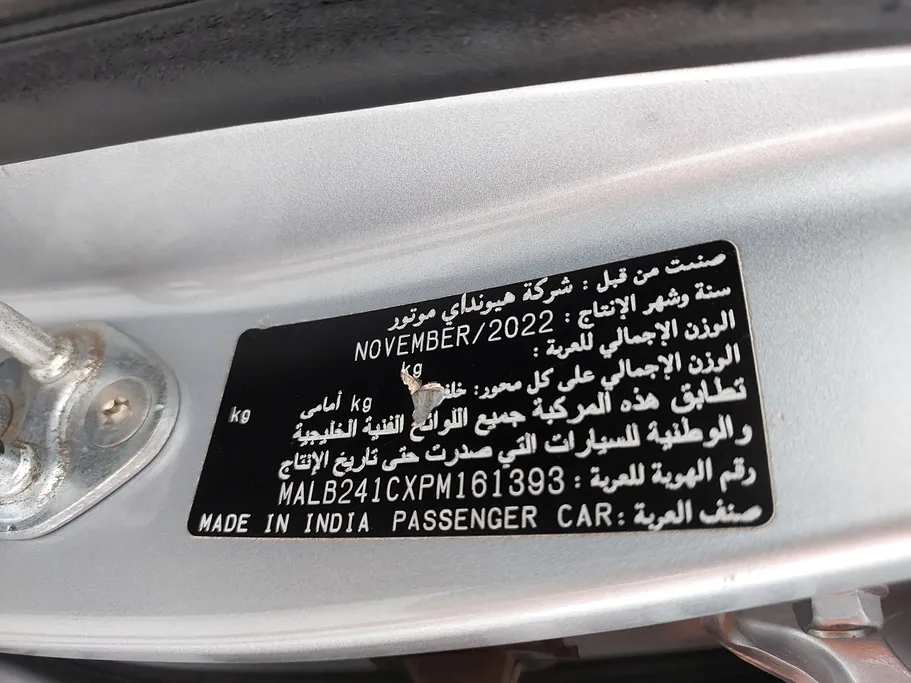 صنعت من قبل : شركة هيونداي موتور
سنة وشهر الإنتاج : NOVEMBER/2022
الوزن الإجمالي للعربة : kg
الوزن الإجمالي على كل محور: أمامى kg kg
تطابق هذه المركبة جميع اللوائح الفنية الخليجية
والوطنية للسيارات التي صدرت حتى تاريخ الإنتاج
رقم الهوية للعربة : MALB241CXPM161393
صنف العربة : PASSENGER CAR MADE IN INDIA